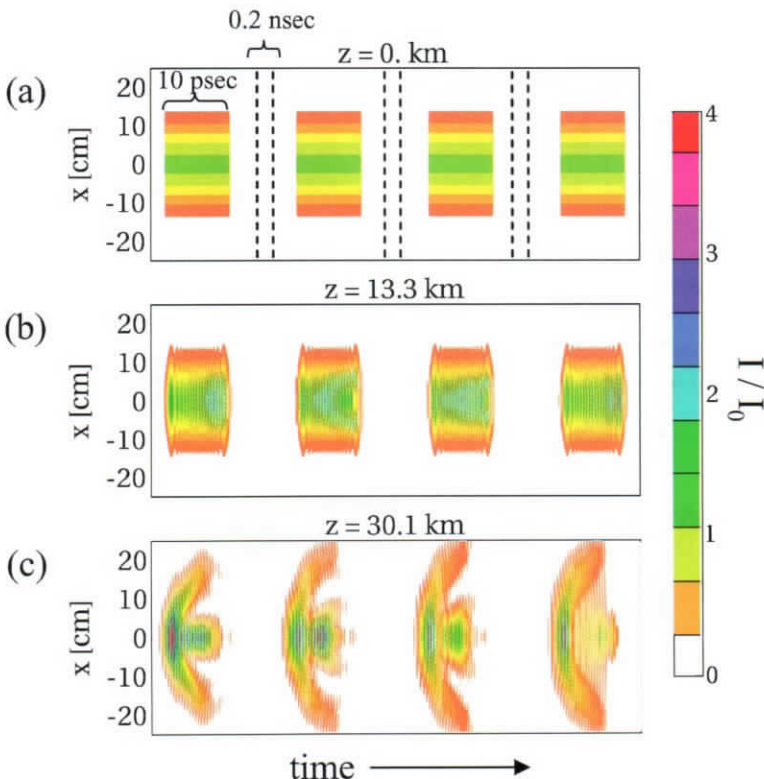 0.2 nsec
z = 0. km
(a)
10 psec
20
10
0
-10
-20
x [cm]
z = 13.3 km
(b)
20
10
0
-10
-20
x [cm]
z = 30.1 km
(c)
20
10
0
-10
-20
x [cm]
time
4
3
2
1
0
I / I₀